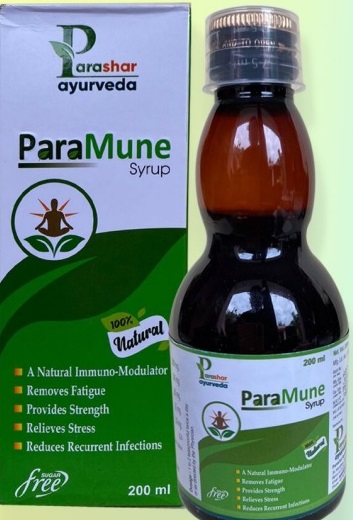 Parashar
ayurveda
ParaMune
Syrup
100%
Natural
A Natural Immuno-Modulator
Removes Fatigue
Provides Strength
Relieves Stress
Reduces Recurrent Infections
SUGAR
free
200 ml
Parashar
ayurveda
200 ml
ParaMune
Syrup
Natural
A Natural Immuno-Modulator
Removes Fatigue
Provides Strength
Relieves Stress
Reduces Recurrent Infections
free